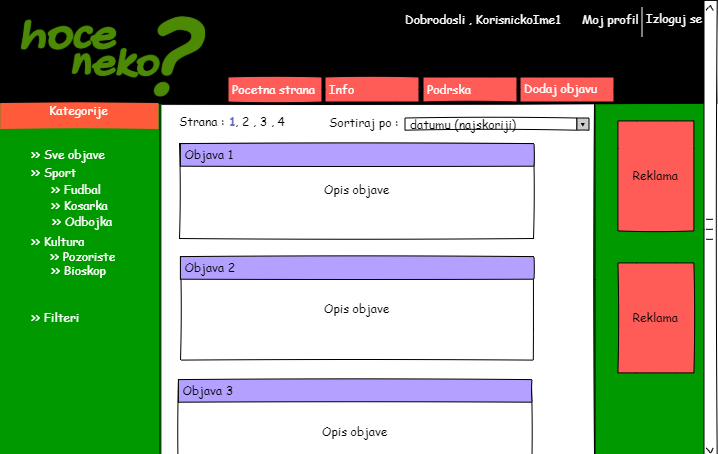 hoce neko?
Dobrodosli , KorisnickoIme1
Moj profil
Izloguj se
Pocetna strana
Info
Podrska
Dodaj objavu
Kategorije
>> Sve objave
>> Sport
>> Fudbal
>> Kosarka
>> Odbojka
>> Kultura
>> Pozoriste
>> Bioskop
>> Filteri
Strana : 1, 2 , 3 , 4
Sortiraj po :
datumu (najskoriji)
Objava 1
Opis objave
Objava 2
Opis objave
Objava 3
Opis objave
Reklama
Reklama